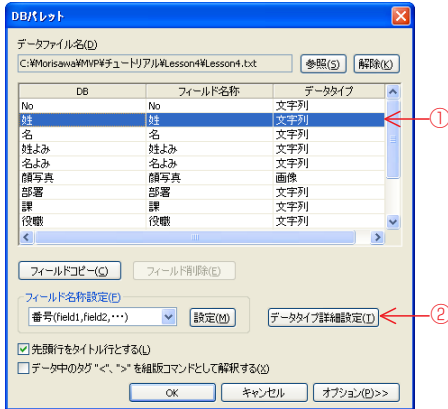 DBパレット
データファイル名(D)
C:¥Morisawa¥MVP¥チュートリアル¥Lesson4¥Lesson4.txt 参照(S) 解除(K)
DB フィールド名称 データタイプ
No No 文字列
姓 姓 文字列 ①
名 名 文字列
姓よみ 姓よみ 文字列
名よみ 名よみ 文字列
顔写真 顔写真 画像
部署 部署 文字列
課 課 文字列
役職 役職 文字列
フィールドコピー(C) フィールド削除(E)
フィールド名称設定(F)
番号(field1,field2,･･･) 設定(M) データタイプ詳細設定(T) ②
先頭行をタイトル行とする(L)
データ中のタグ "<"、">" を組版コマンドとして解釈する(X)
OK キャンセル オプション(P)>>